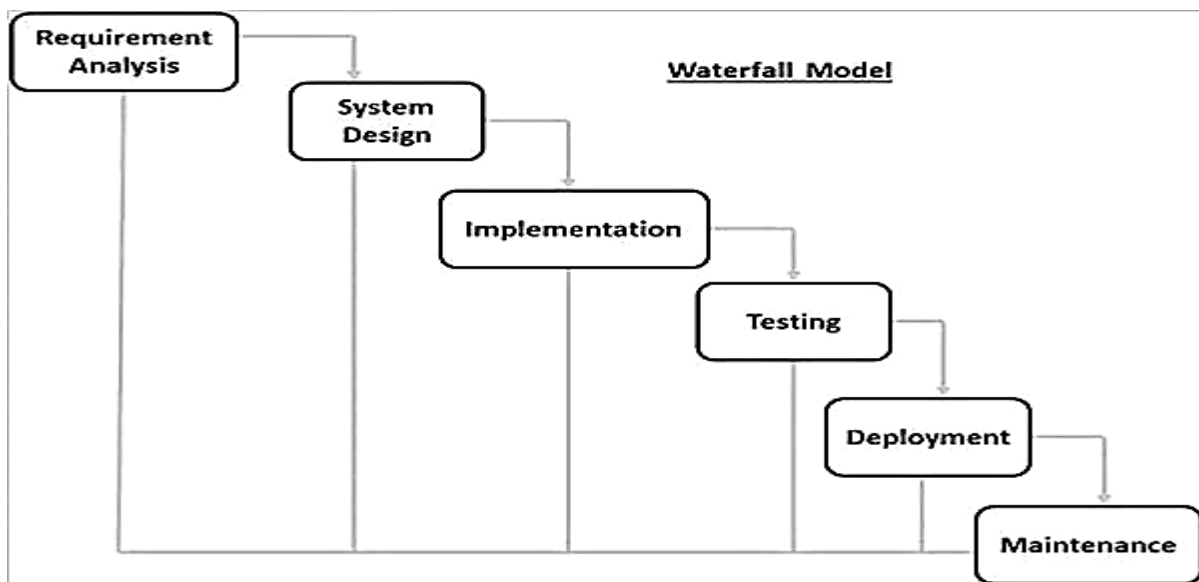 Requirement
Analysis
Waterfall Model
System
Design
Implementation
Testing
Deployment
Maintenance